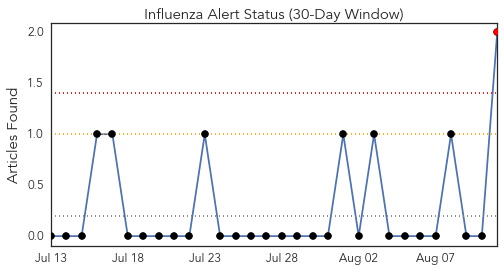 Influenza Alert Status (30-Day Window)
Articles Found
2.0
1.5
1.0
0.5
0.0
Jul 13 Jul 18 Jul 23 Jul 28 Aug 02 Aug 07